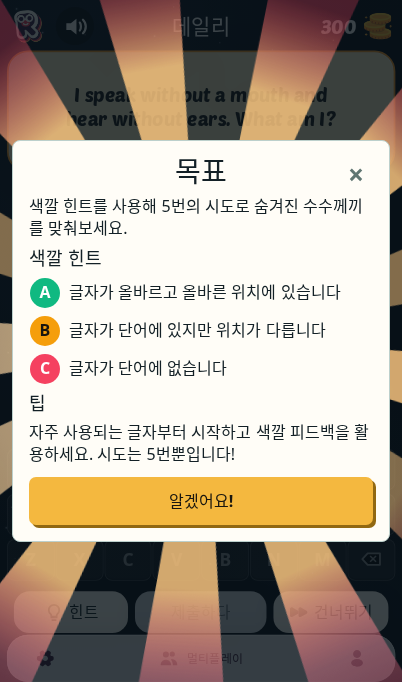 데일리
300
I speak without a mouth and
hear without ears. What am I?
목표
×
색깔 힌트를 사용해 5번의 시도로 숨겨진 수수께끼
를 맞춰보세요.
색깔 힌트
A 글자가 올바르고 올바른 위치에 있습니다
B 글자가 단어에 있지만 위치가 다릅니다
C 글자가 단어에 없습니다
팁
자주 사용되는 글자부터 시작하고 색깔 피드백을 활
용하세요. 시도는 5번뿐입니다!
알겠어요!
Z X C V B N M
힌트 제출하다 건너뛰기
멀티플레이